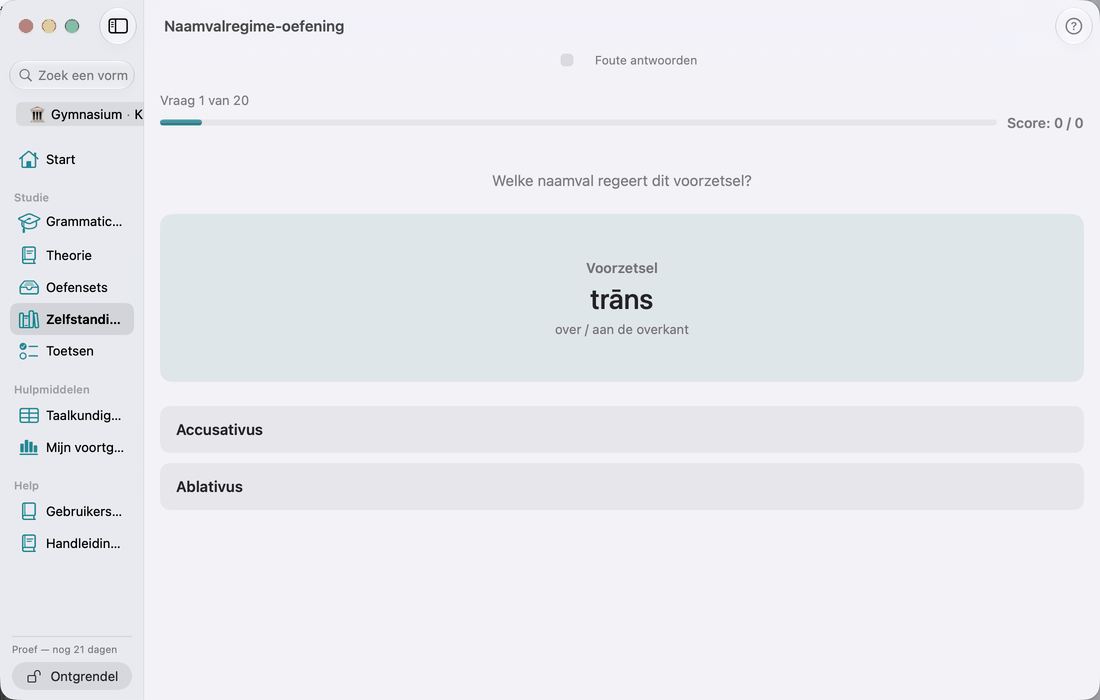 Naamvalregime-oefening
Zoek een vorm
Gymnasium · K
Start
Studie
Grammatic...
Theorie
Oefensets
Zelfstandi...
Toetsen
Hulpmiddelen
Taalkundig...
Mijn voortg...
Help
Gebruikers...
Handleidin...
Proef — nog 21 dagen
Ontgrendel
Foute antwoorden
Vraag 1 van 20
Score: 0 / 0
Welke naamval regeert dit voorzetsel?
Voorzetsel
trāns
over / aan de overkant
Accusativus
Ablativus